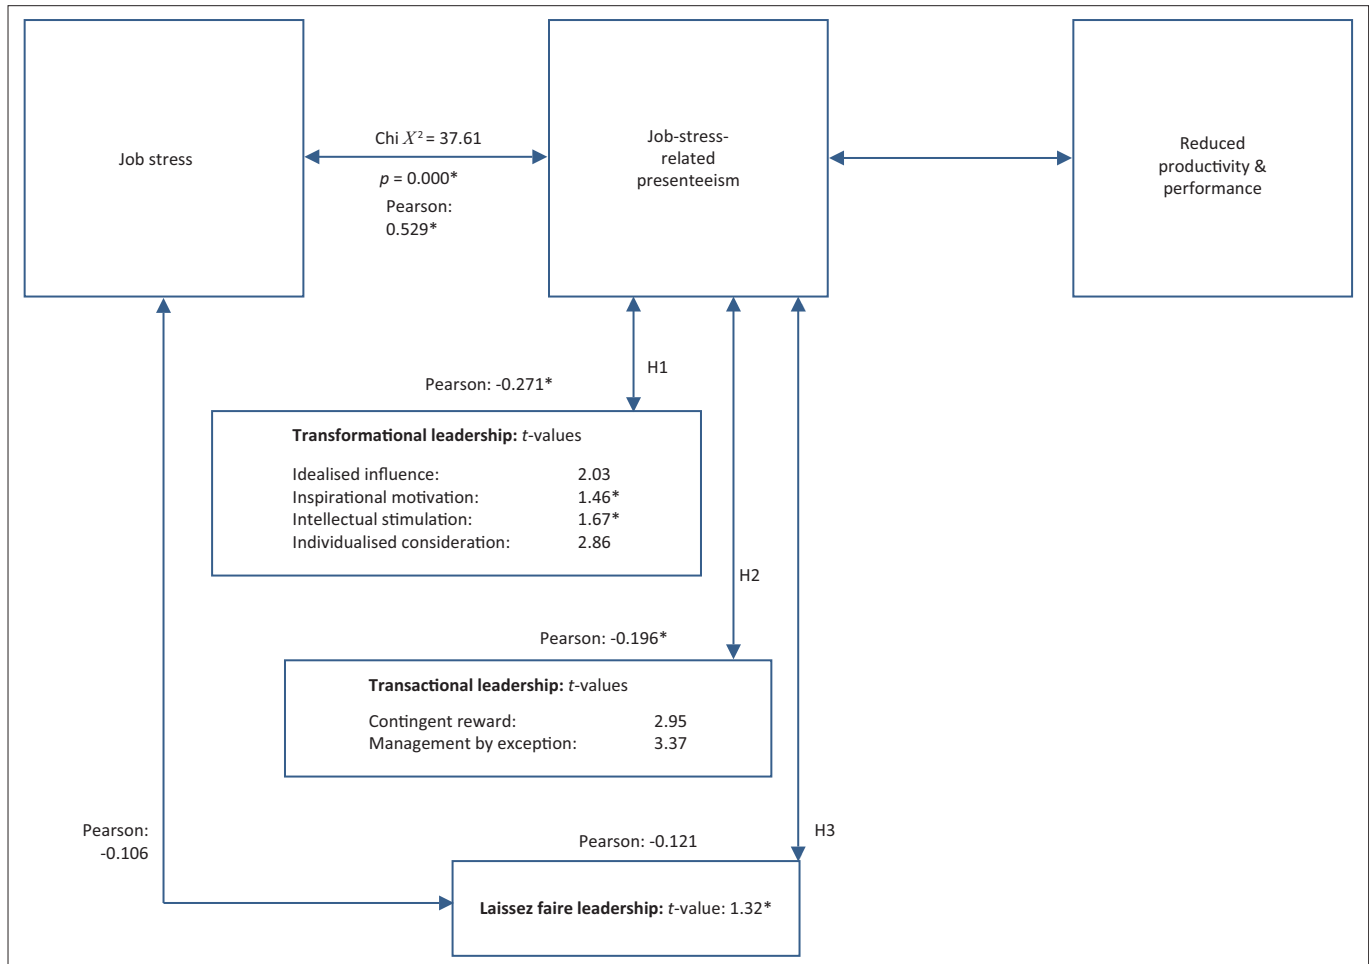 Job stress
Chi X² = 37.61
p = 0.000*
Pearson:
0.529*
Job-stress-
related
presenteeism
Reduced
productivity &
performance
H1
Pearson: -0.271*
Transformational leadership: t-values
Idealised influence: 2.03
Inspirational motivation: 1.46*
Intellectual stimulation: 1.67*
Individualised consideration: 2.86
H2
Pearson: -0.196*
Transactional leadership: t-values
Contingent reward: 2.95
Management by exception: 3.37
Pearson:
-0.106
Pearson: -0.121
H3
Laissez faire leadership: t-value: 1.32*